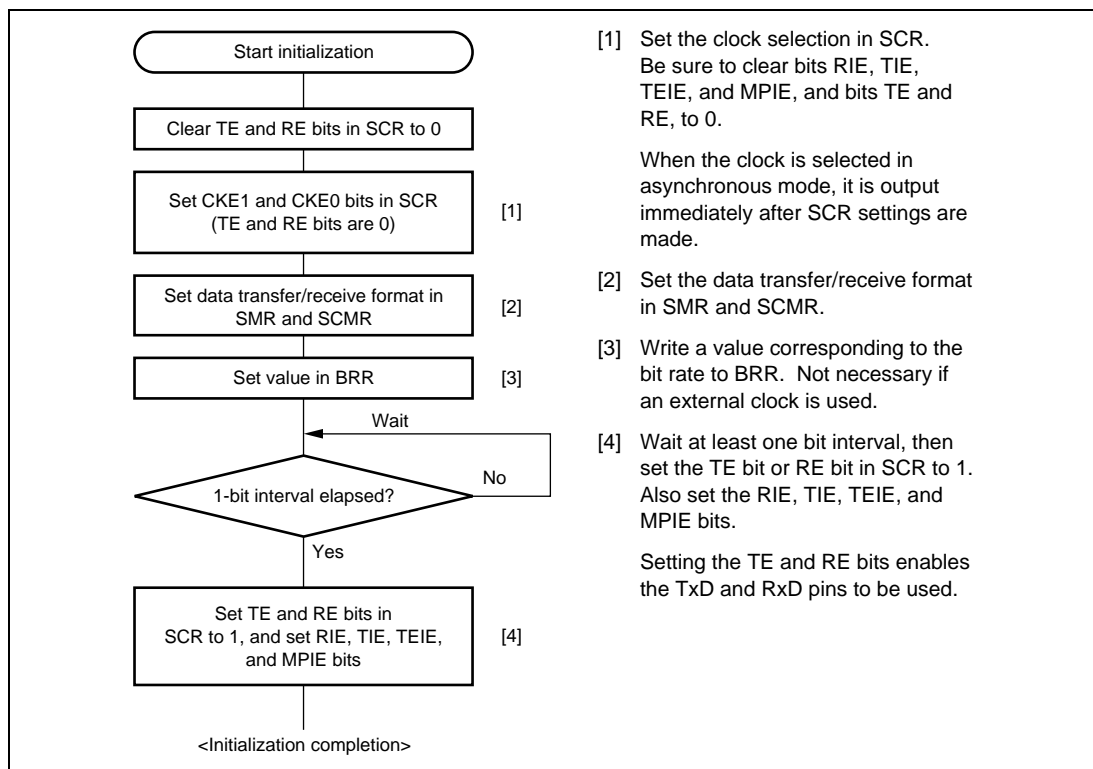 Start initialization
Clear TE and RE bits in SCR to 0
Set CKE1 and CKE0 bits in SCR
(TE and RE bits are 0)
[1]
Set data transfer/receive format in
SMR and SCMR
[2]
Set value in BRR
[3]
Wait
1-bit interval elapsed?
No
Yes
Set TE and RE bits in
SCR to 1, and set RIE, TIE, TEIE,
and MPIE bits
[4]
<Initialization completion>
[1] Set the clock selection in SCR.
Be sure to clear bits RIE, TIE,
TEIE, and MPIE, and bits TE and
RE, to 0.
When the clock is selected in
asynchronous mode, it is output
immediately after SCR settings are
made.
[2] Set the data transfer/receive format
in SMR and SCMR.
[3] Write a value corresponding to the
bit rate to BRR.  Not necessary if
an external clock is used.
[4] Wait at least one bit interval, then
set the TE bit or RE bit in SCR to 1.
Also set the RIE, TIE, TEIE, and
MPIE bits.
Setting the TE and RE bits enables
the TxD and RxD pins to be used.